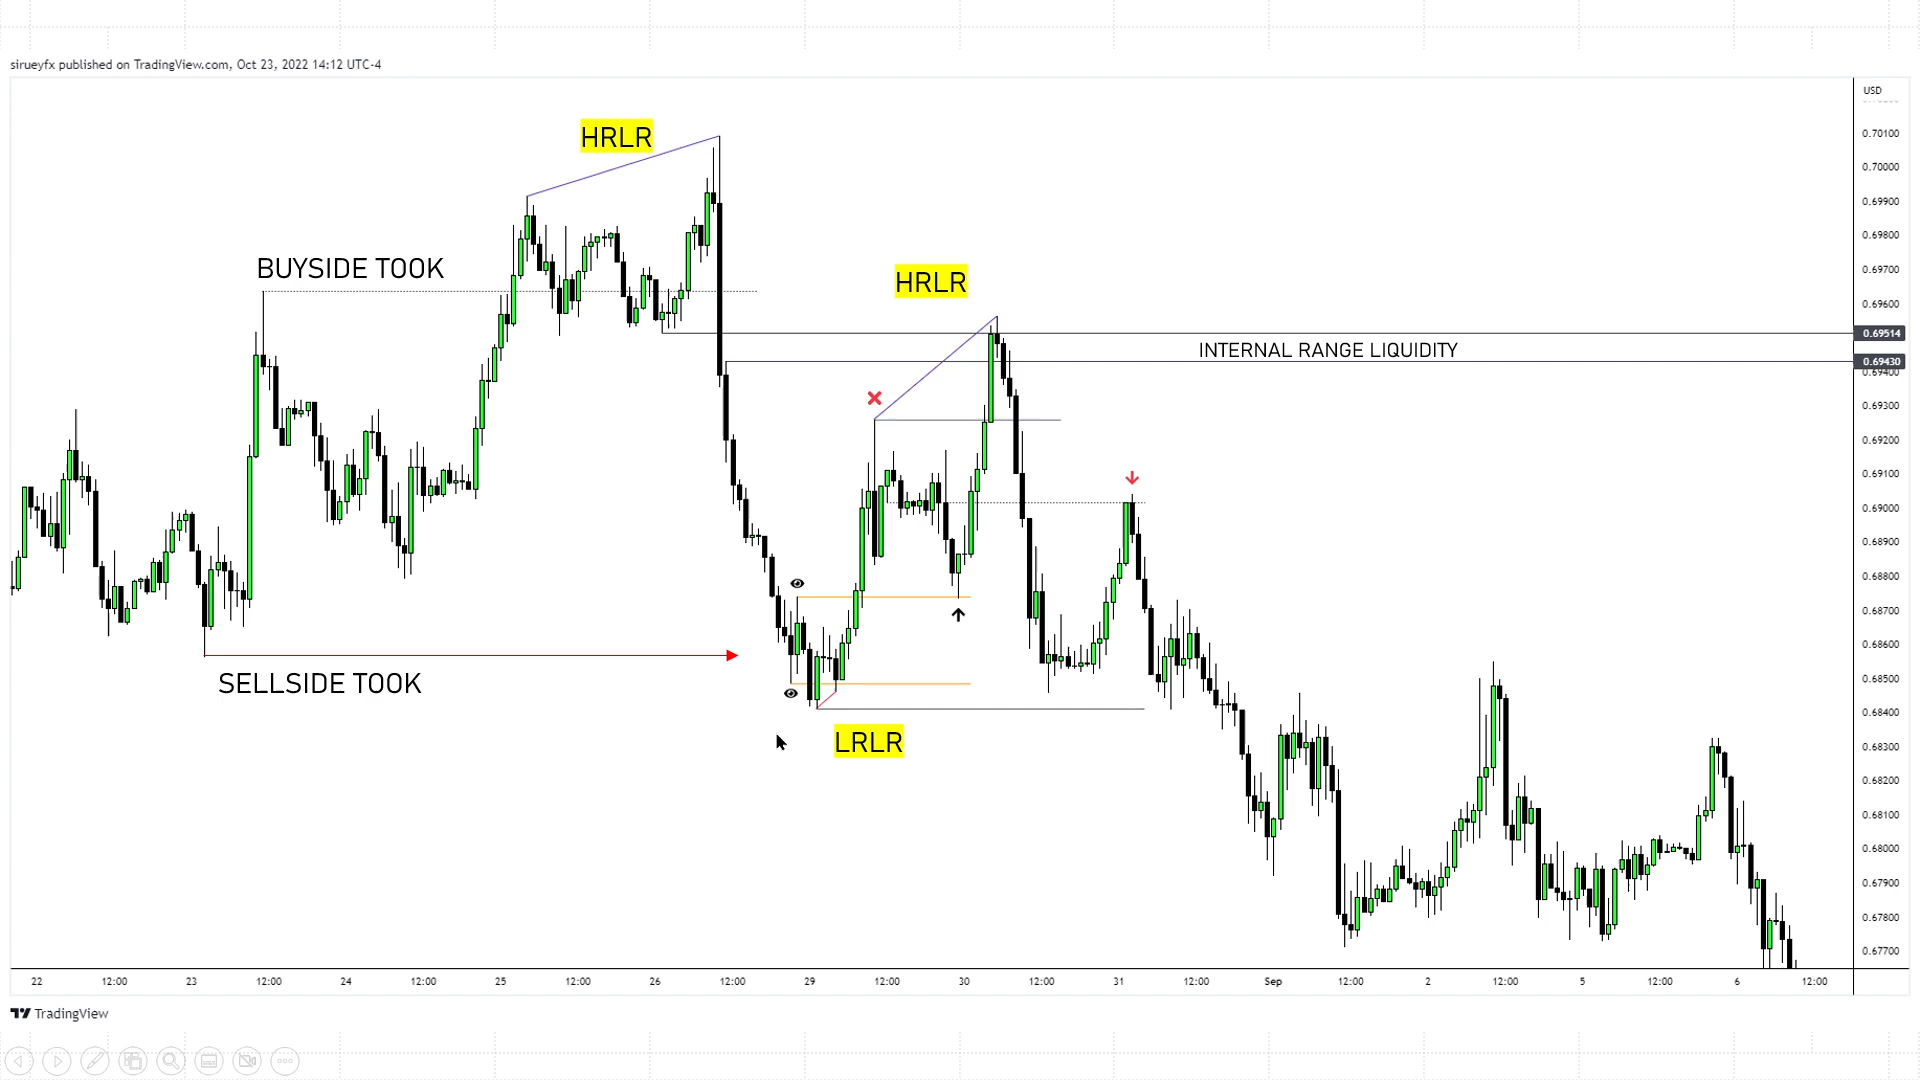 sirueyfx published on TradingView.com, Oct 23, 2022 14:12 UTC-4
USD
HRLR
0.70100
0.70000
0.69900
0.69800
BUYSIDE TOOK
0.69700
HRLR
0.69600
0.69514
INTERNAL RANGE LIQUIDITY
0.69430
0.69400
0.69300
0.69200
0.69100
0.69000
0.68900
0.68800
0.68700
0.68600
SELLSIDE TOOK
0.68500
0.68400
LRLR
0.68300
0.68200
0.68100
0.68000
0.67900
0.67800
0.67700
22 12:00 23 12:00 24 12:00 25 12:00 26 12:00 29 12:00 30 12:00 31 12:00 Sep 12:00 2 12:00 5 12:00 6 12:00
TradingView